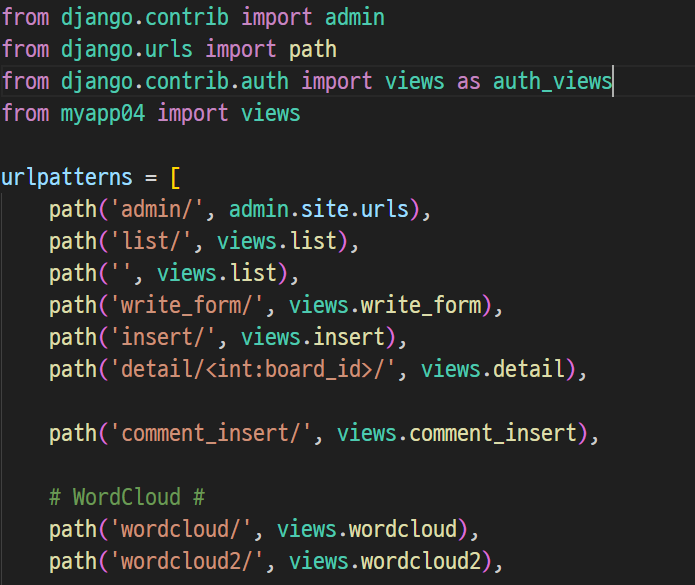 from django.contrib import admin
from django.urls import path
from django.contrib.auth import views as auth_views
from myapp04 import views
urlpatterns = [
    path('admin/', admin.site.urls),
    path('list/', views.list),
    path('', views.list),
    path('write_form/', views.write_form),
    path('insert/', views.insert),
    path('detail/<int:board_id>/', views.detail),
    path('comment_insert/', views.comment_insert),
    # WordCloud #
    path('wordcloud/', views.wordcloud),
    path('wordcloud2/', views.wordcloud2),